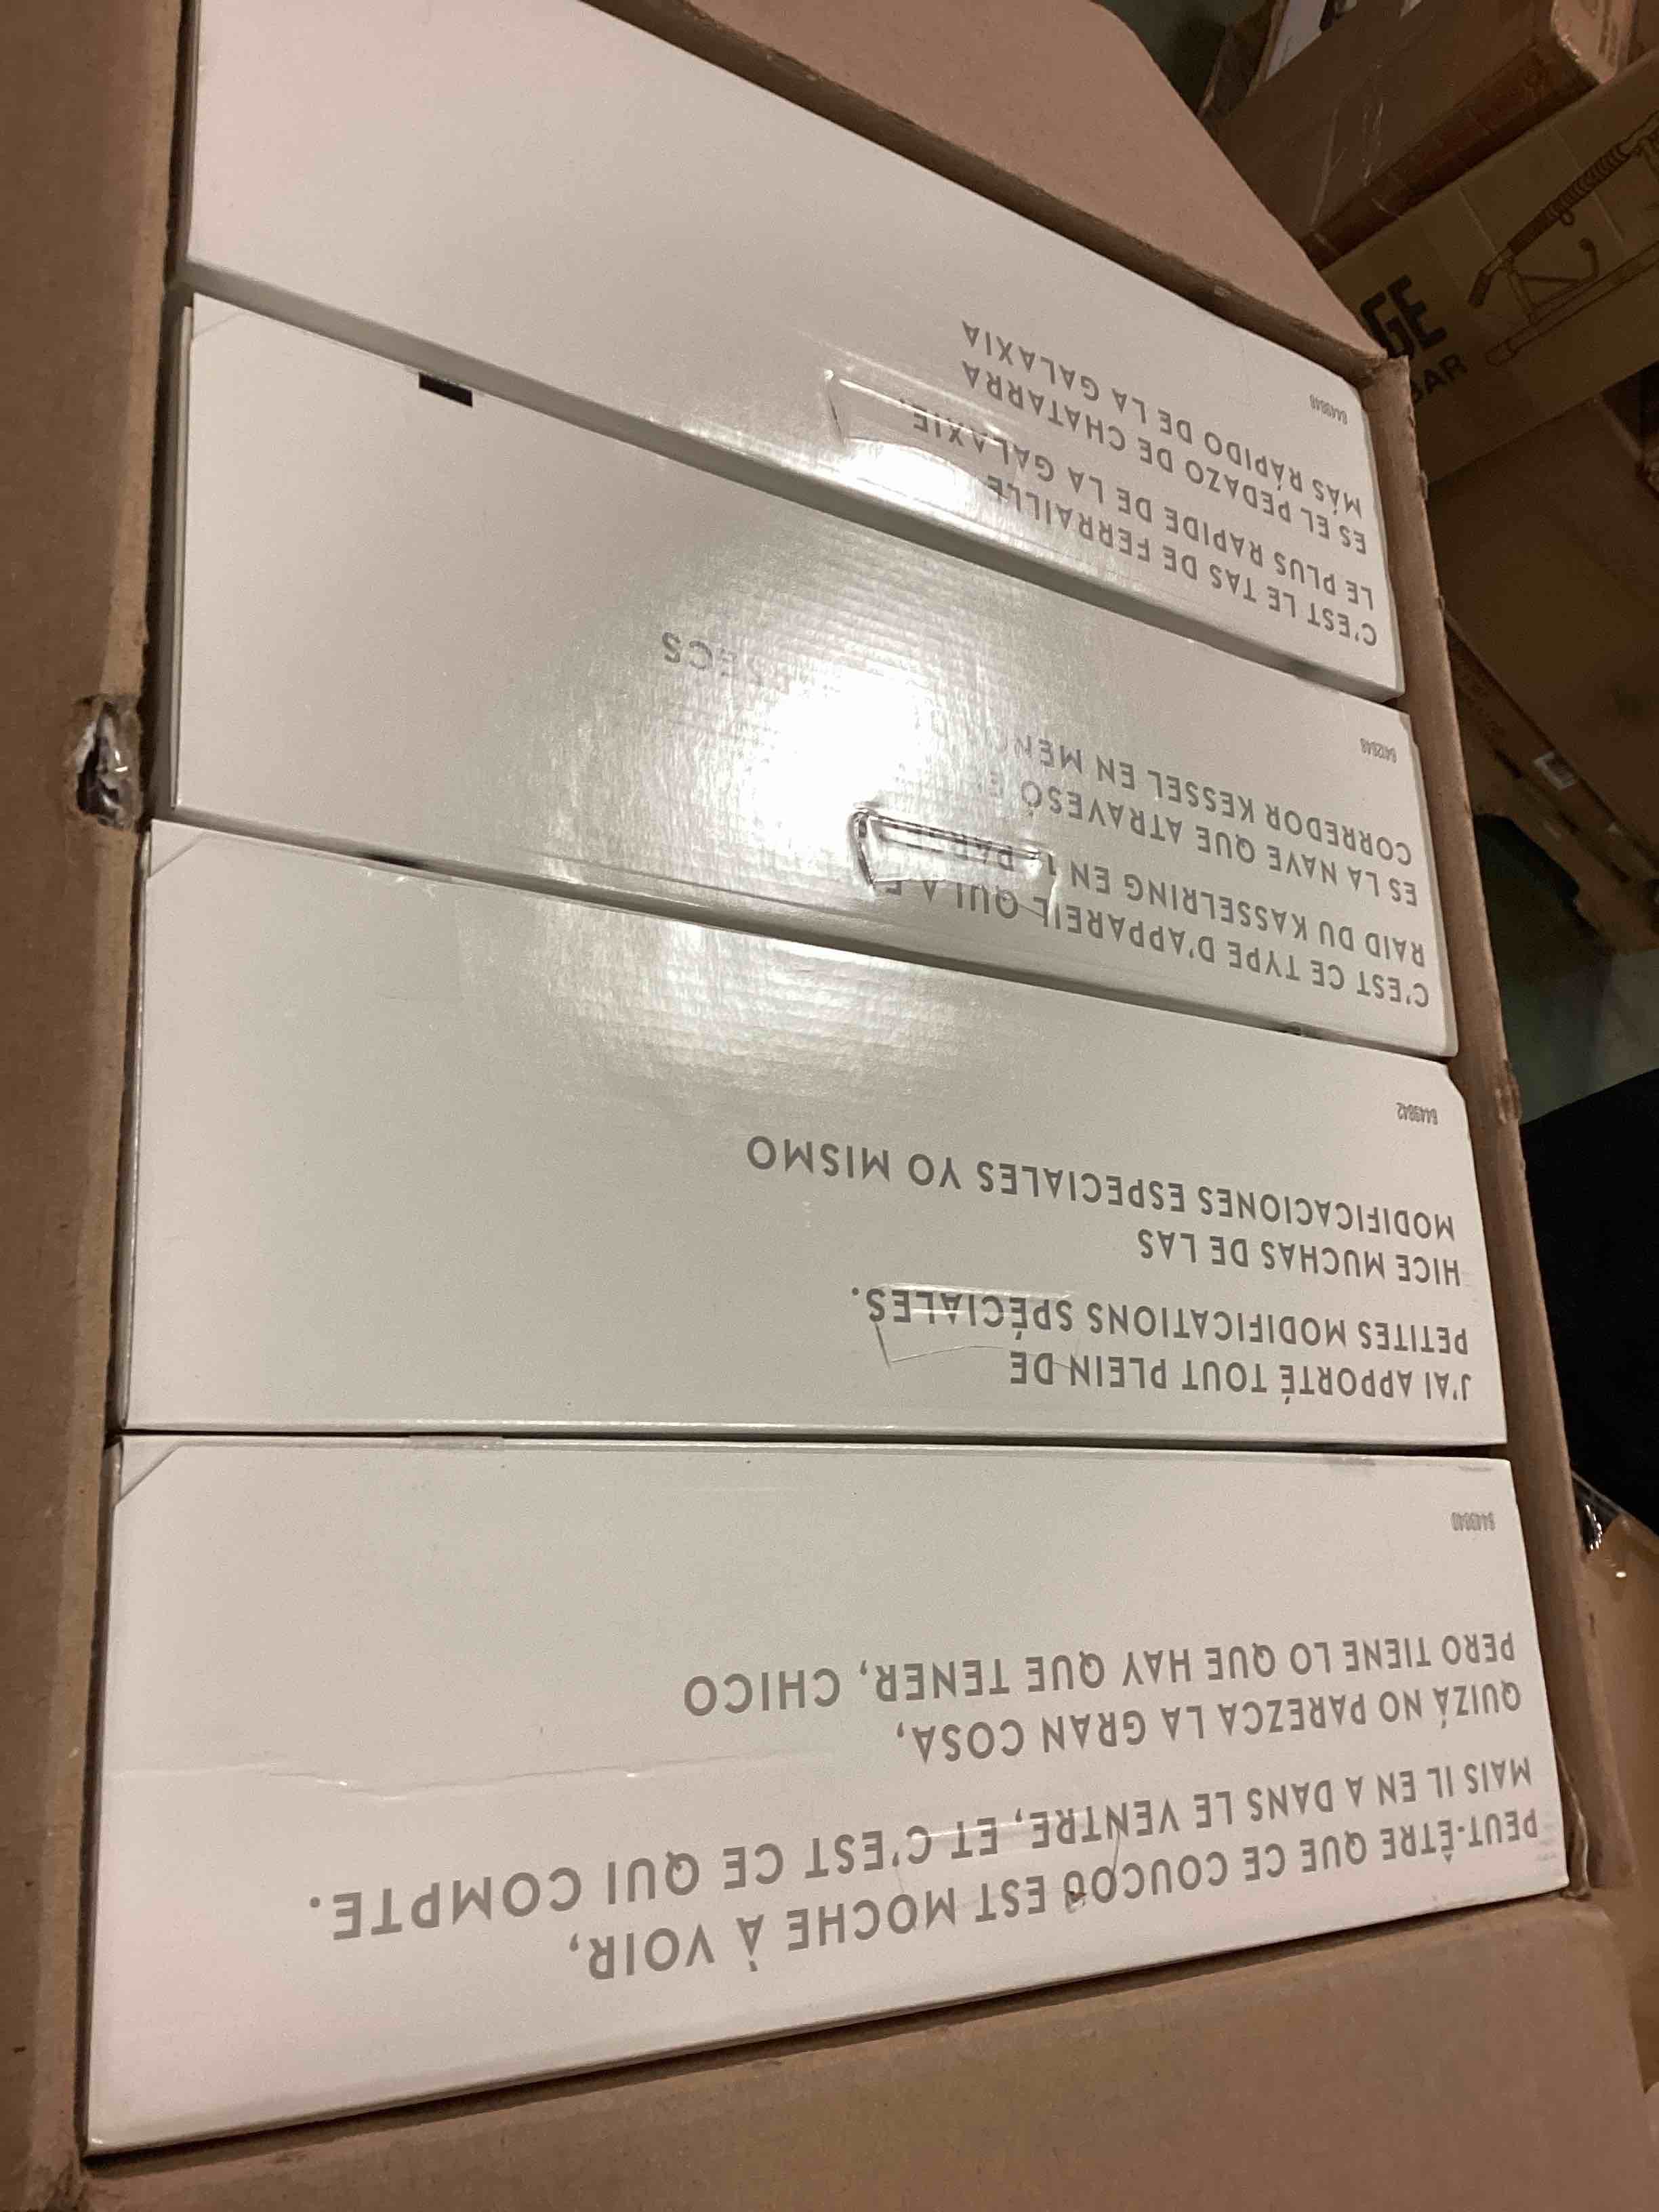 PEUT-ÊTRE QUE CE COUCOU EST MOCHE À VOIR,
MAIS IL EN A DANS LE VENTRE, ET C'EST CE QUI COMPTE.
QUIZÁ NO PAREZCA LA GRAN COSA,
PERO TIENE LO QUE HAY QUE TENER, CHICO
J'AI APPORTÉ TOUT PLEIN DE
PETITES MODIFICATIONS SPÉCIALES.
HICE MUCHAS DE LAS
MODIFICACIONES ESPECIALES YO MISMO
6449842
C'EST CE TYPE D'APPAREIL QUI A
RAID DU KASSELRING EN
ES LA NAVE QUE ATRAVESÓ
CORREDOR KESSEL EN
C'EST LE TAS DE FERRAILLE
LE PLUS RAPIDE DE LA GALAXIE.
ES EL PEDAZO DE CHATARRA
MÁS RÁPIDO DE LA GALAXIA
GE
BAR